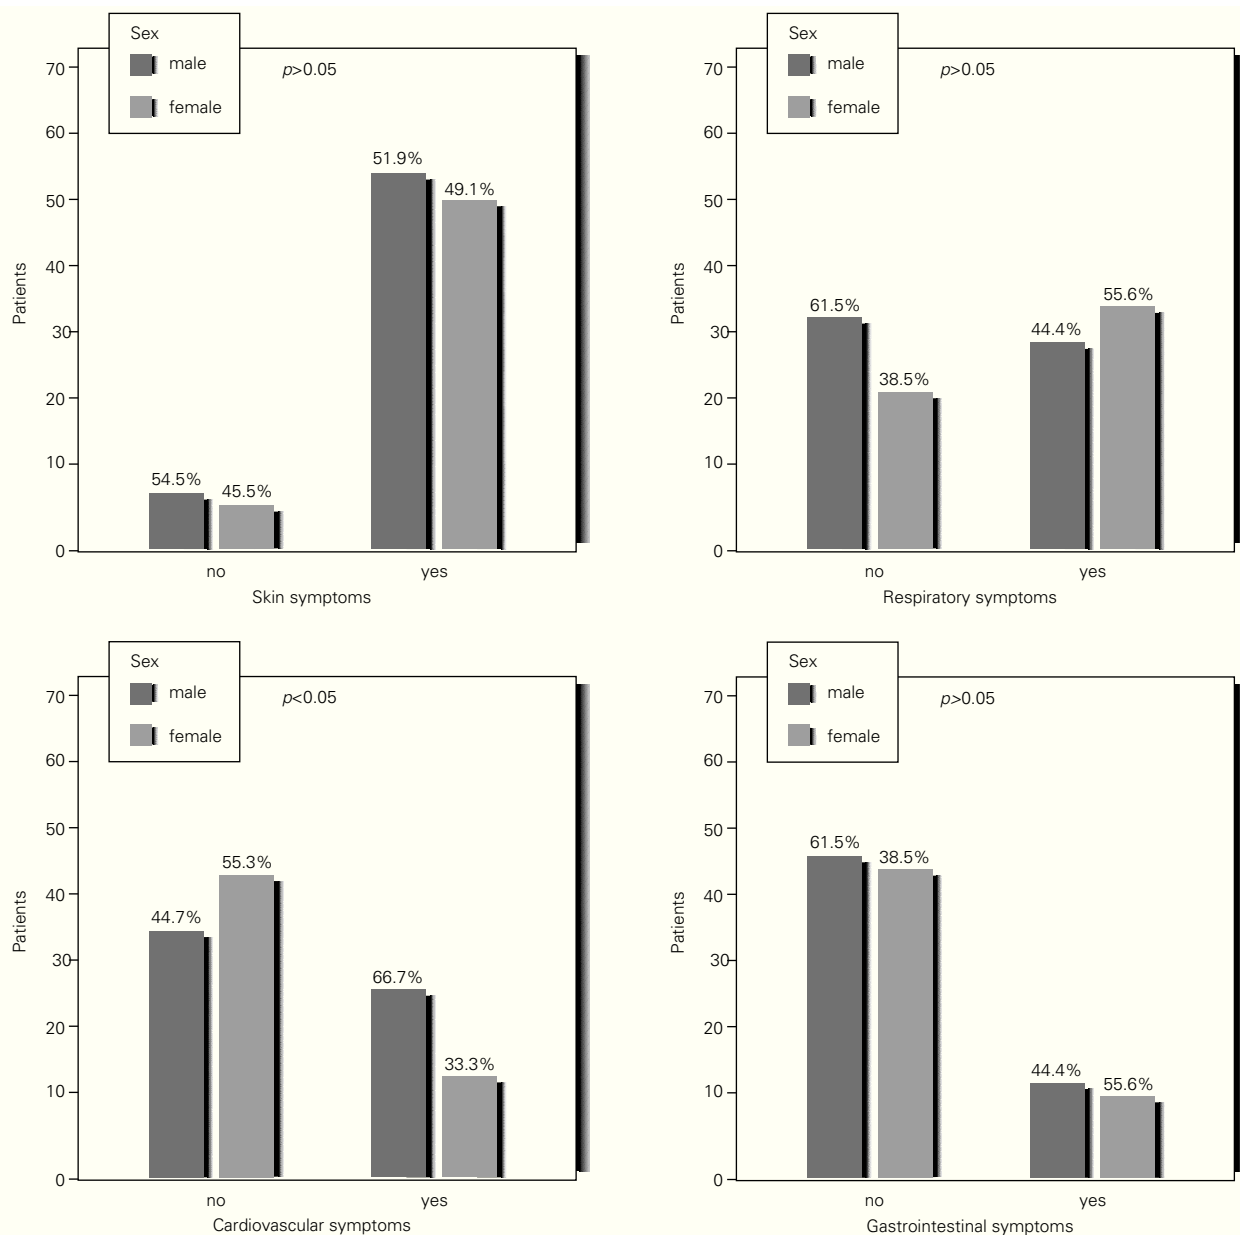 Sex
male
female
p>0.05
70
60
50
40
30
20
10
0
Patients
54.5%
45.5%
51.9%
49.1%
no
yes
Skin symptoms
Sex
male
female
p>0.05
70
60
50
40
30
20
10
0
Patients
61.5%
38.5%
44.4%
55.6%
no
yes
Respiratory symptoms
Sex
male
female
p<0.05
70
60
50
40
30
20
10
0
Patients
44.7%
55.3%
66.7%
33.3%
no
yes
Cardiovascular symptoms
Sex
male
female
p>0.05
70
60
50
40
30
20
10
0
Patients
61.5%
38.5%
44.4%
55.6%
no
yes
Gastrointestinal symptoms